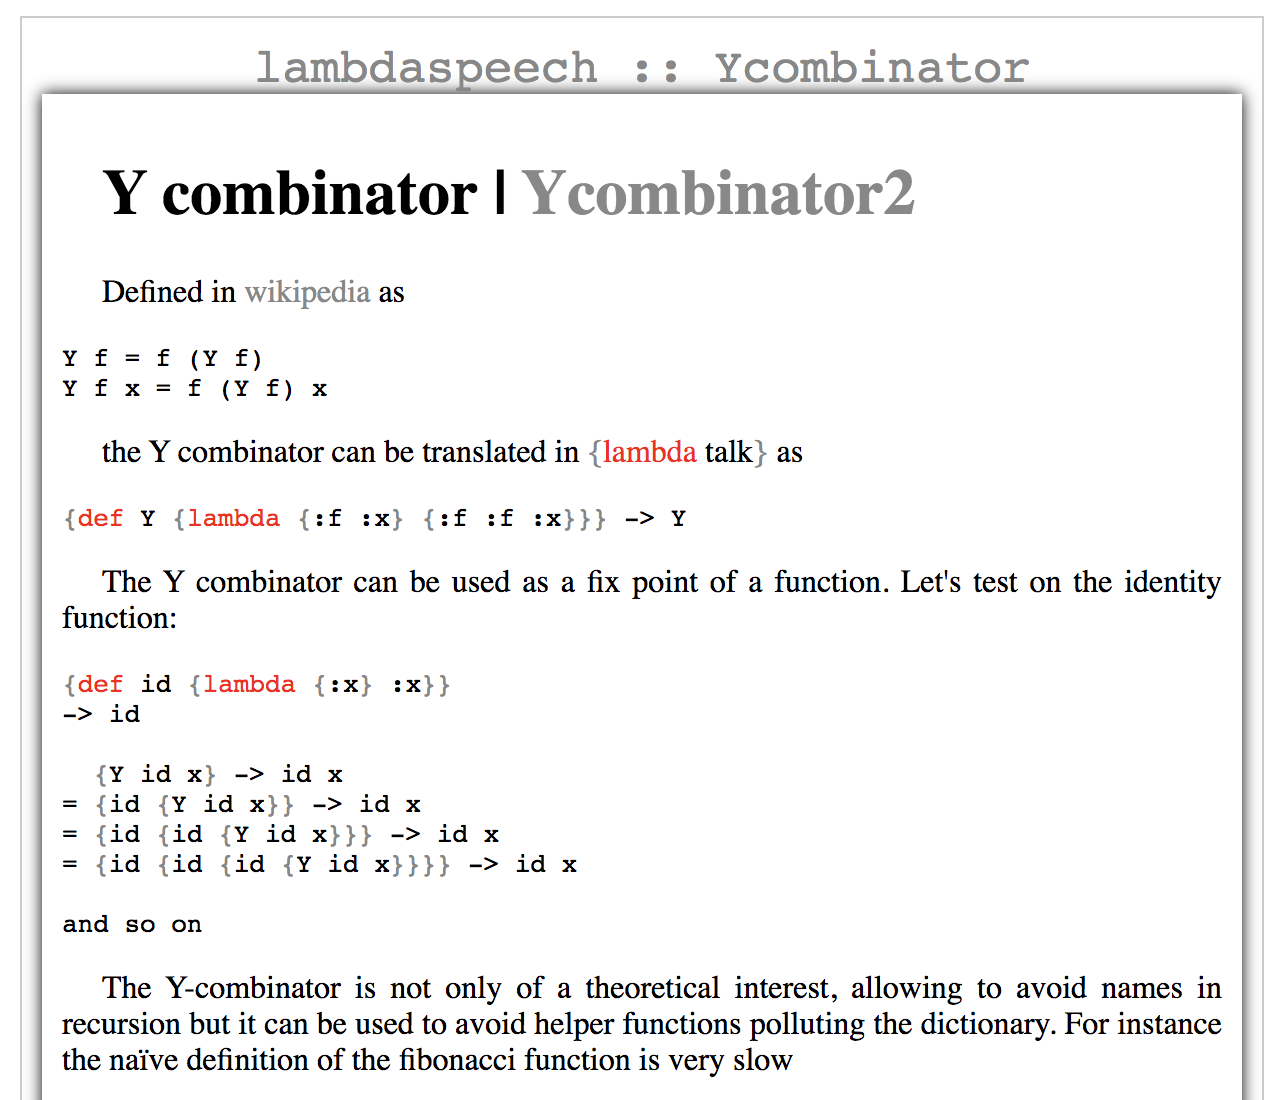 lambdaspeech :: Ycombinator
Y combinator | Ycombinator2
Defined in wikipedia as
Y f = f (Y f)
Y f x = f (Y f) x
the Y combinator can be translated in {lambda talk} as
{def Y {lambda {:f :x} {:f :f :x}}} -> Y
The Y combinator can be used as a fix point of a function. Let's test on the identity
function:
{def id {lambda {:x} :x}}
-> id
{Y id x} -> id x
= {id {Y id x}} -> id x
= {id {id {Y id x}}} -> id x
= {id {id {id {Y id x}}}} -> id x
and so on
The Y-combinator is not only of a theoretical interest, allowing to avoid names in
recursion but it can be used to avoid helper functions polluting the dictionary. For instance
the naïve definition of the fibonacci function is very slow